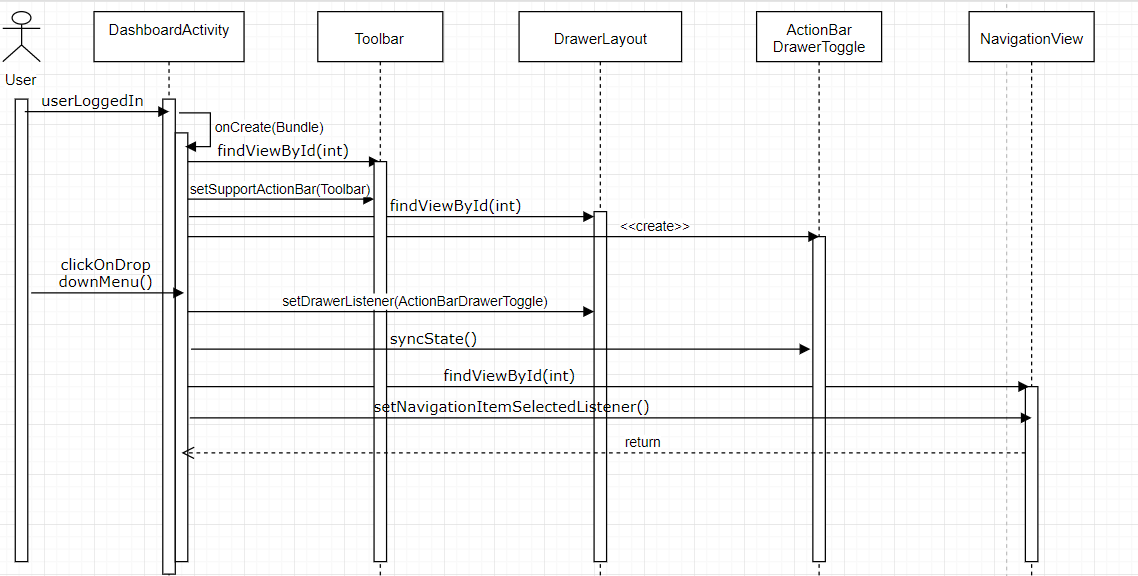 DashboardActivity
Toolbar
DrawerLayout
ActionBar
DrawerToggle
NavigationView
User
userLoggedIn
onCreate(Bundle)
findViewById(int)
setSupportActionBar(Toolbar)
findViewById(int)
<<create>>
clickOnDrop
downMenu()
setDrawerListener(ActionBarDrawerToggle)
syncState()
findViewById(int)
setNavigationItemSelectedListener()
return